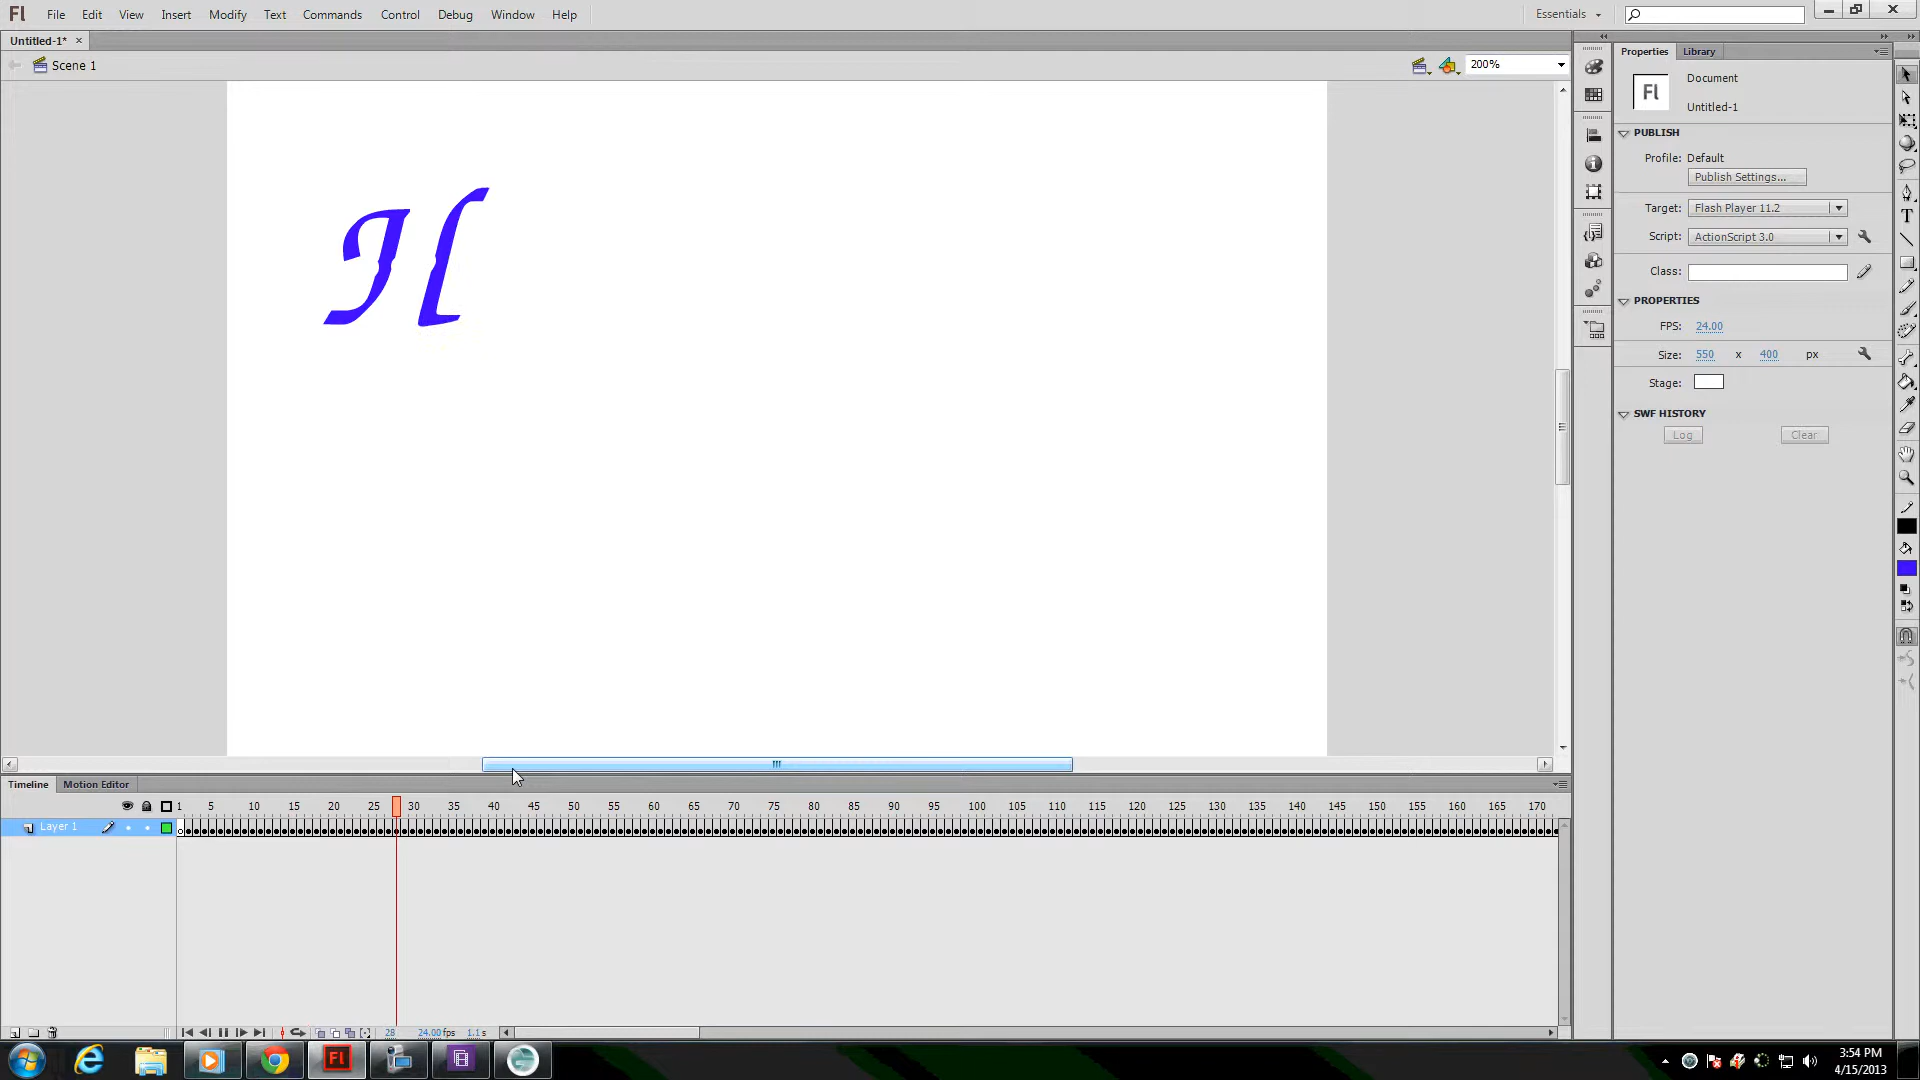 Fl File Edit View Insert Modify Text Commands Control Debug Window Help Essentials
Untitled-1* ×
Scene 1 200%
Properties Library
Fl Document
Untitled-1
PUBLISH
Profile: Default
Publish Settings...
Target: Flash Player 11.2
Script: ActionScript 3.0
Class:
PROPERTIES
FPS: 24.00
Size: 550 x 400 px
Stage:
SWF HISTORY
Log Clear
Timeline Motion Editor
1 5 10 15 20 25 30 35 40 45 50 55 60 65 70 75 80 85 90 95 100 105 110 115 120 125 130 135 140 145 150 155 160 165 170
Layer 1
28 24.00 fps 1.1 s
Fl
3:54 PM
4/15/2013